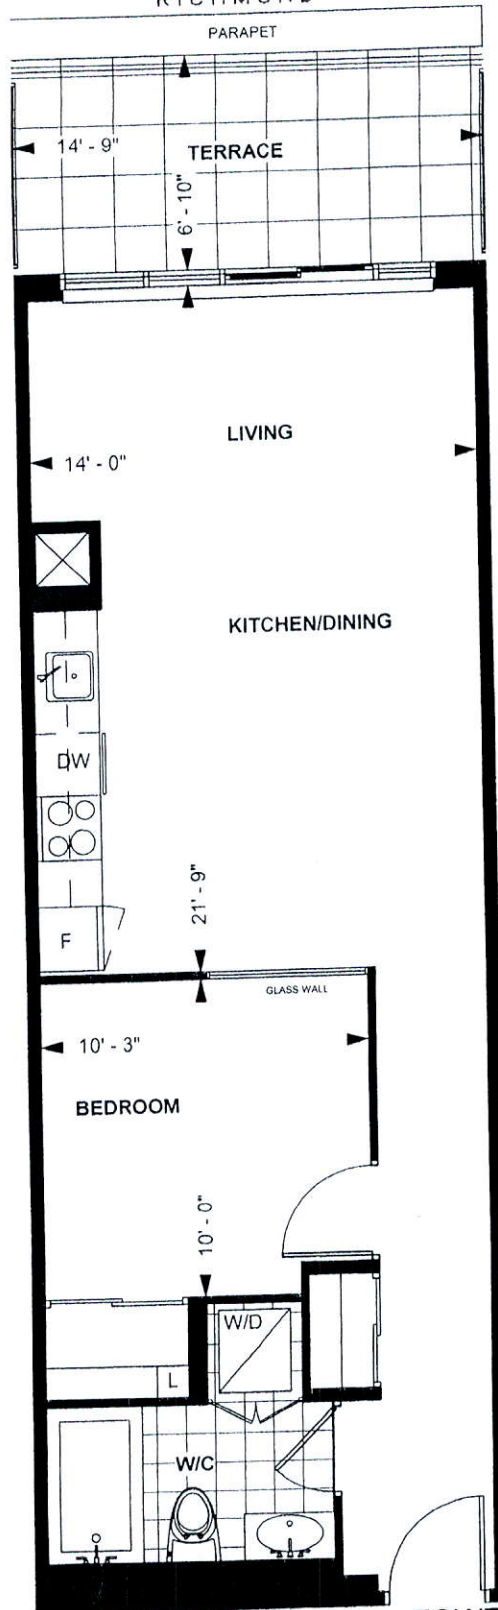 RICHMOND
PARAPET
14' - 9"
TERRACE
6' - 10"
LIVING
14' - 0"
KITCHEN/DINING
DW
21' - 9"
F
GLASS WALL
10' - 3"
BEDROOM
10' - 0"
W/D
L
W/C